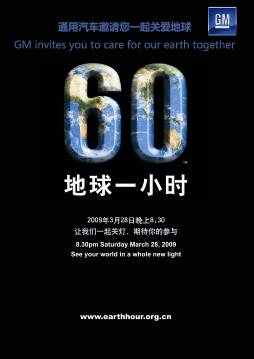 通用汽车邀请您一起关爱地球
GM
GM invites you to care for our earth together
60
TM
地球一小时
2009年3月28日晚上8,30
让我们一起关灯，期待你的参与
8.30pm Saturday March 28, 2009
See your world in a whole new light
www.earthhour.org.cn